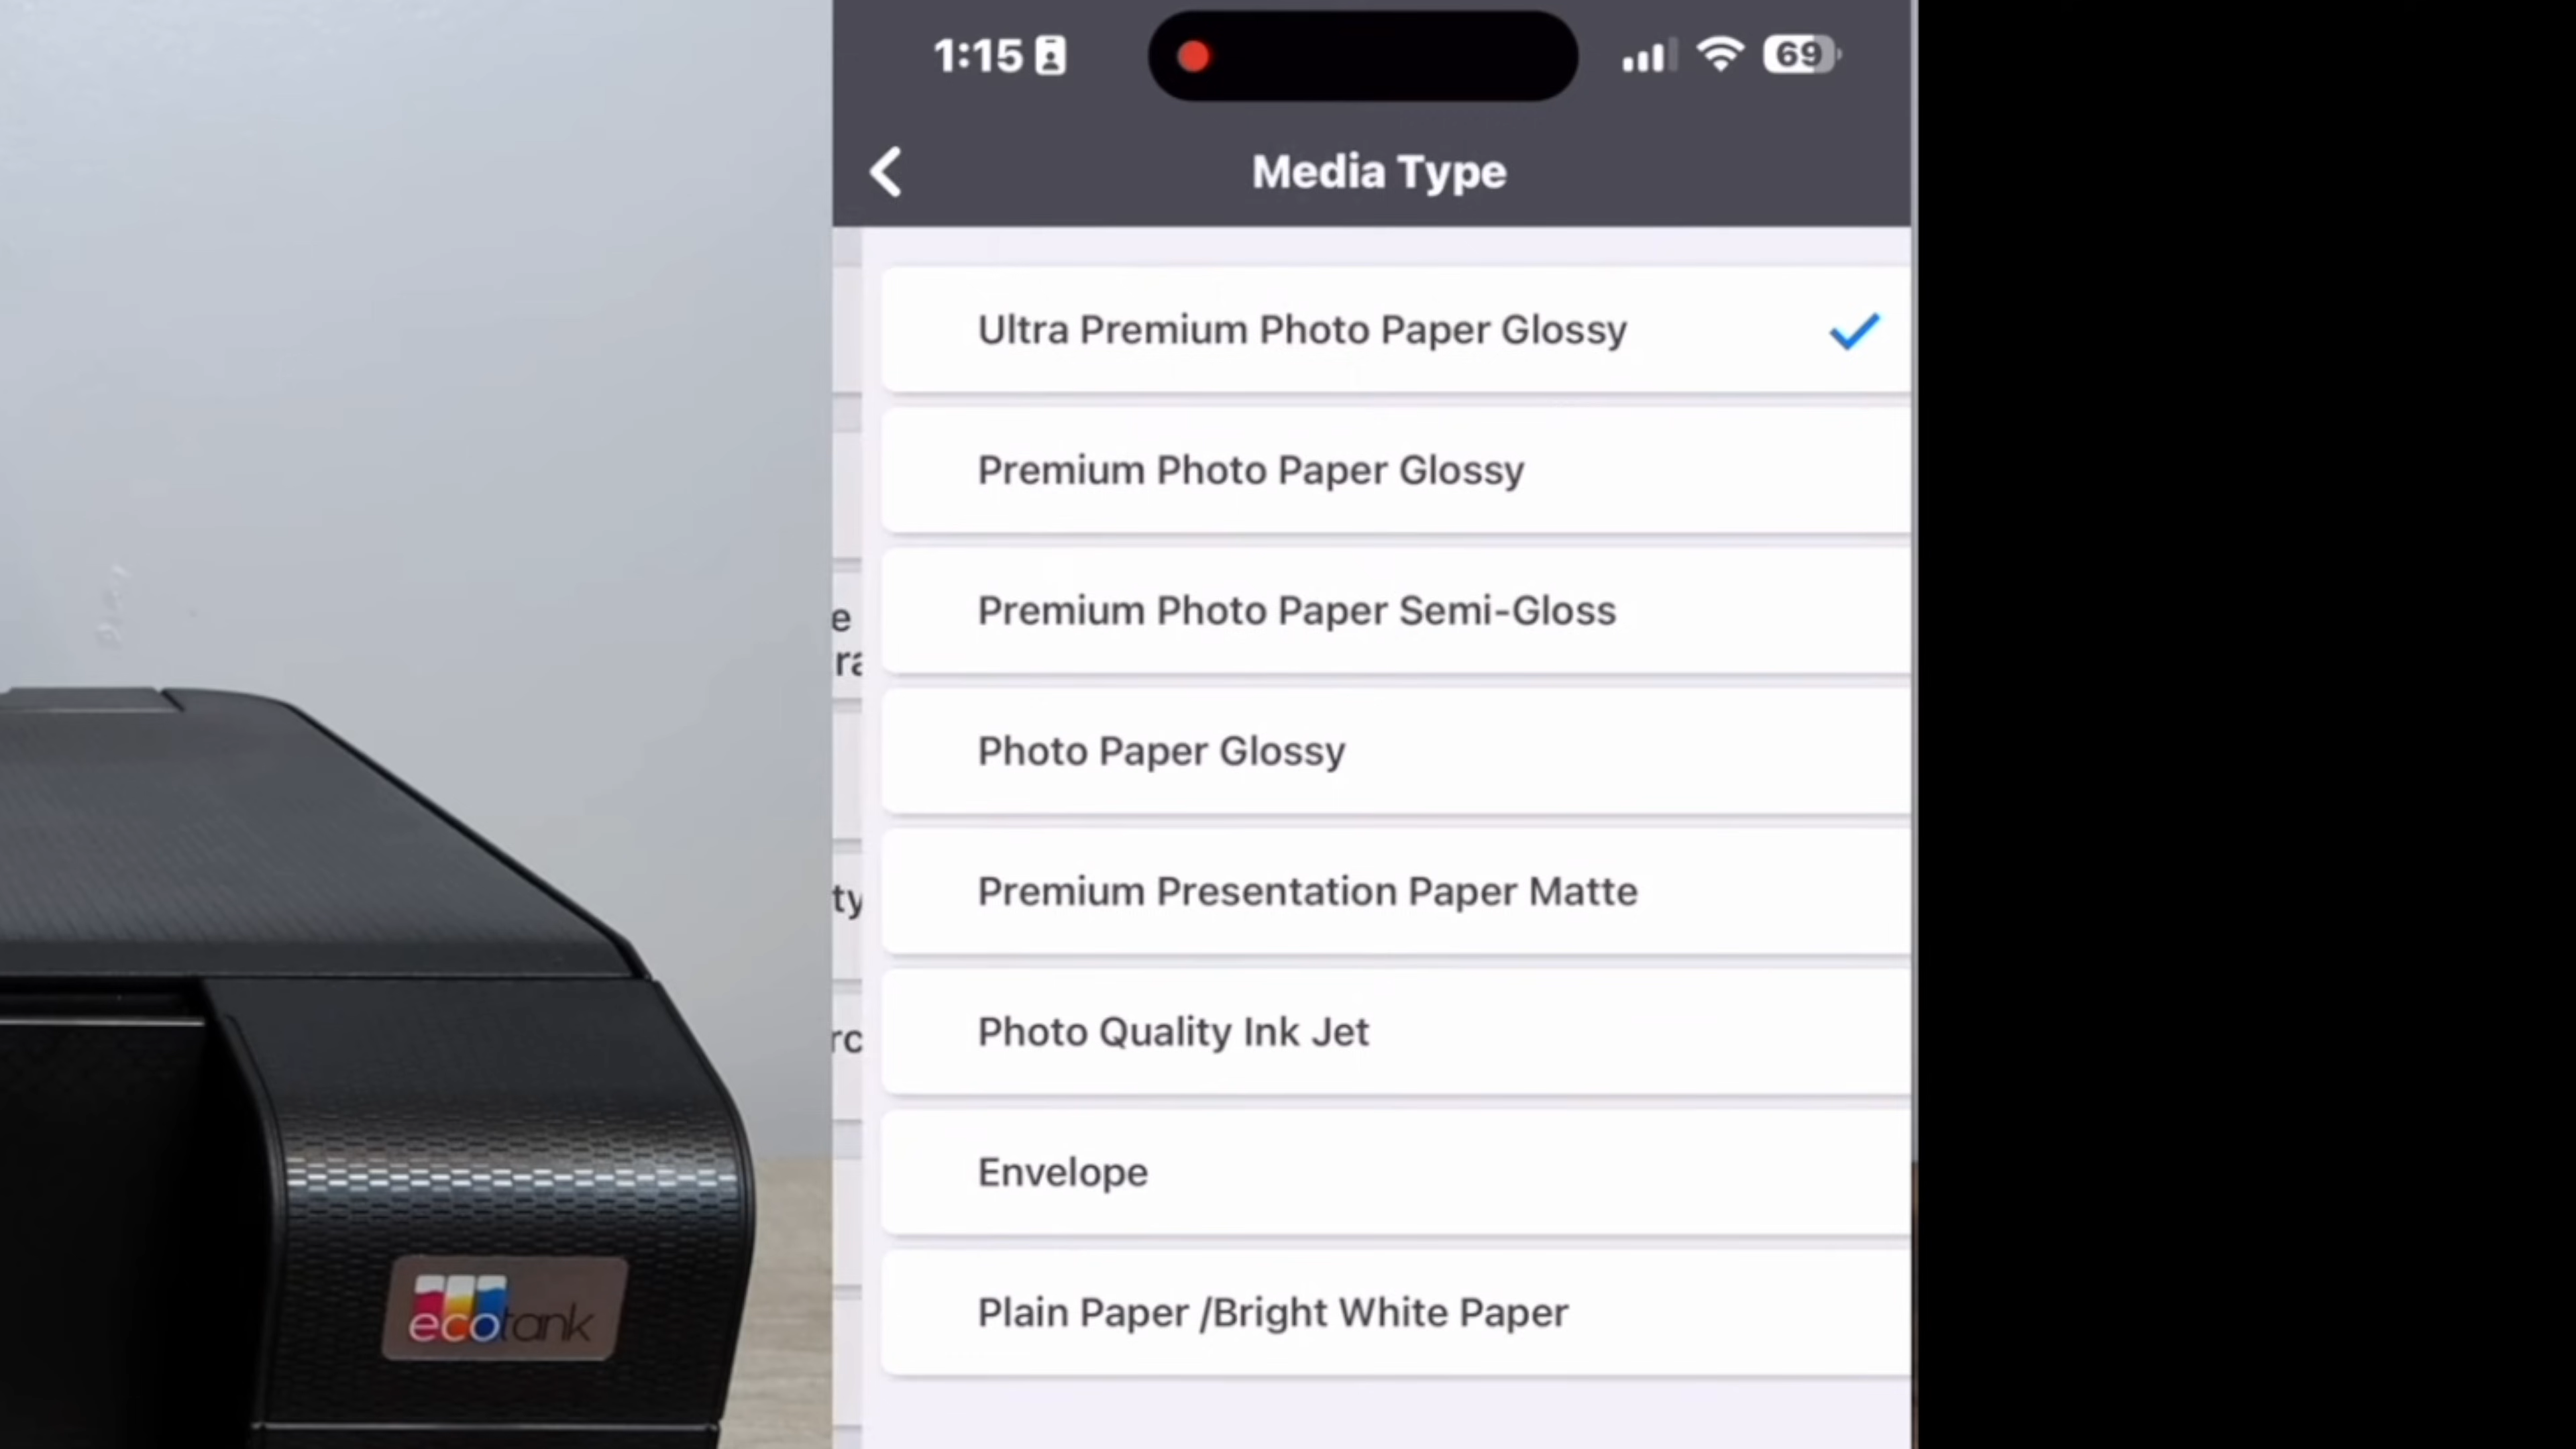 1:15
69
Media Type
Ultra Premium Photo Paper Glossy
Premium Photo Paper Glossy
Premium Photo Paper Semi-Gloss
e
Photo Paper Glossy
Premium Presentation Paper Matte
ty
Photo Quality Ink Jet
Envelope
Plain Paper /Bright White Paper
ecotank